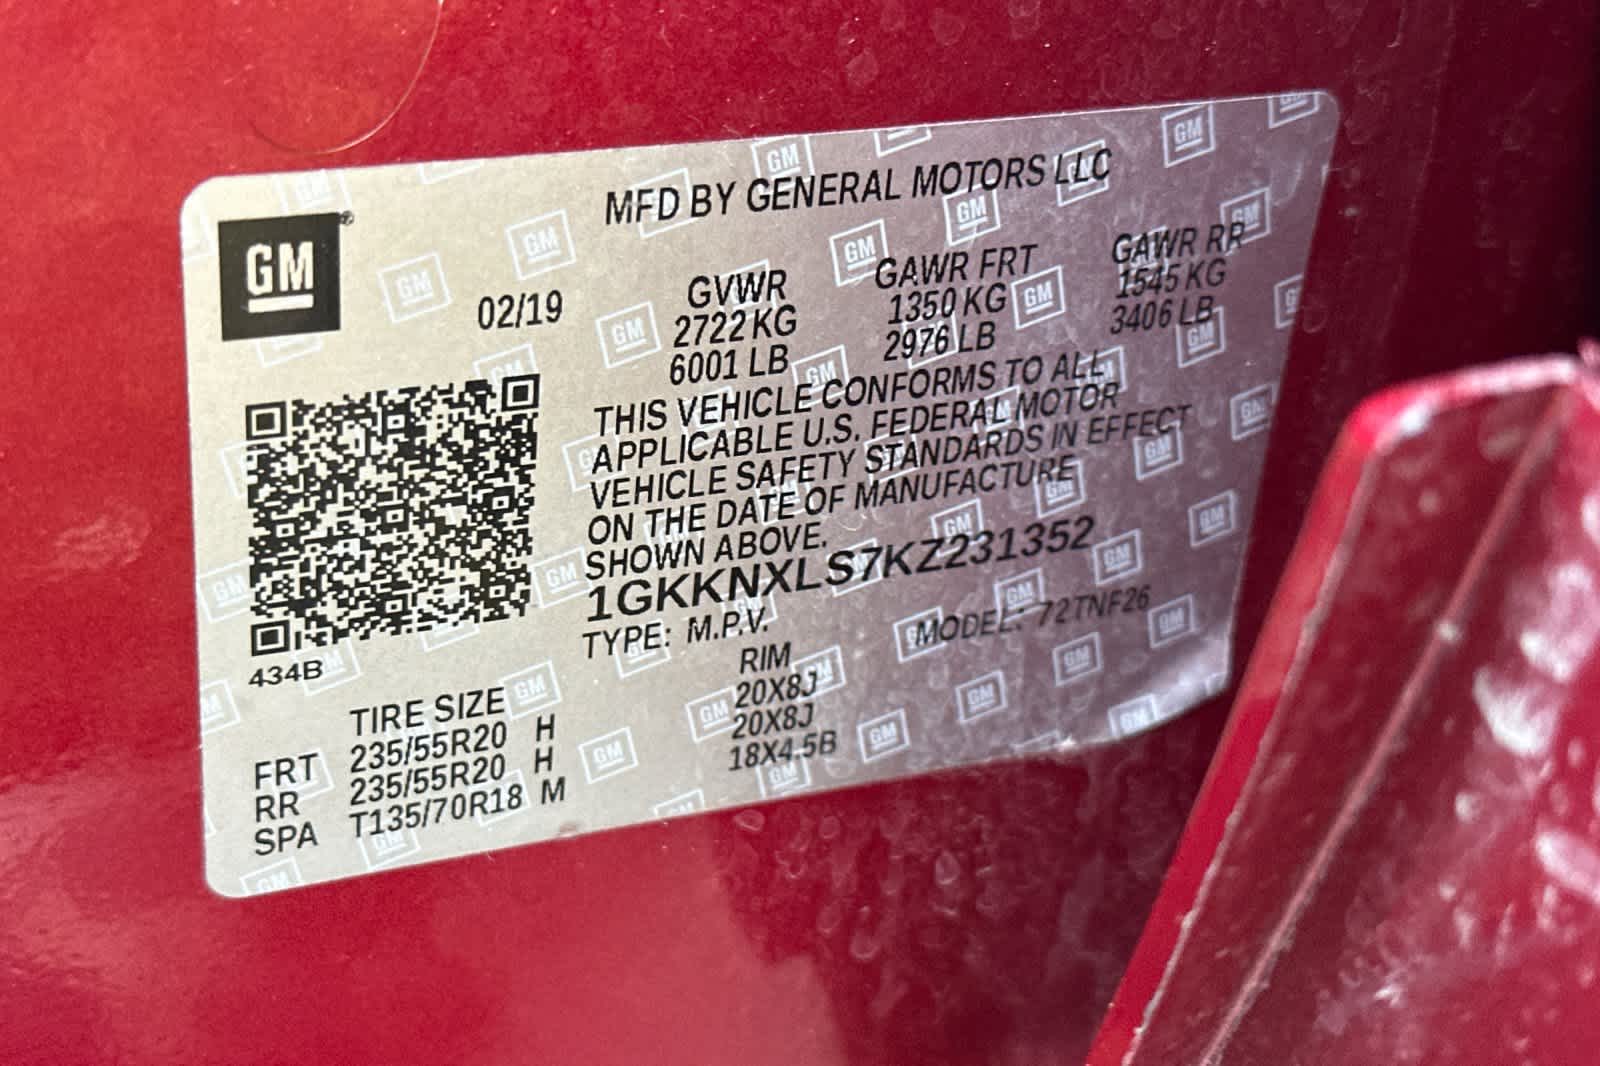 MFD BY GENERAL MOTORS LLC
GM
02/19
GVWR GAWR FRT GAWR RR
2722 KG 1350 KG 1545 KG
6001 LB 2976 LB 3406 LB
THIS VEHICLE CONFORMS TO ALL
APPLICABLE U.S. FEDERAL MOTOR
VEHICLE SAFETY STANDARDS IN EFFECT
ON THE DATE OF MANUFACTURE
SHOWN ABOVE.
1GKKNXLS7KZ231352
TYPE: M.P.V. MODEL: 72TNF26
434B
TIRE SIZE RIM
FRT 235/55R20 H 20X8J
RR 235/55R20 H 20X8J
SPA T135/70R18 M 18X4.5B